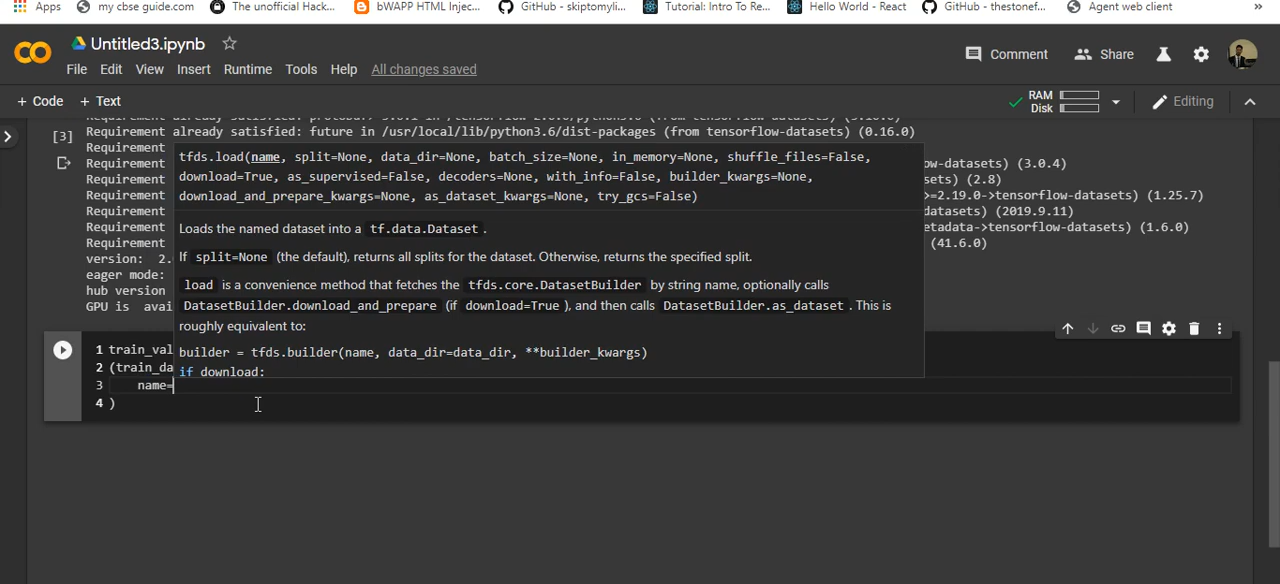 Apps my cbse guide.com The unofficial Hack... bWAPP HTML Injec... GitHub - skiptomyli... Tutorial: Intro To Re... Hello World - React GitHub - thestonef... Agent web client »
CO Untitled3.ipynb
Comment Share
File Edit View Insert Runtime Tools Help All changes saved
+ Code + Text RAM Disk Editing
Requirement already satisfied: future in /usr/local/lib/python3.6/dist-packages (from tensorflow-datasets) (0.16.0)
[3] Requirement
Requirement ow-datasets) (3.0.4)
Requirement sets) (2.8)
Requirement >=2.19.0->tensorflow-datasets) (1.25.7)
Requirement datasets) (2019.9.11)
Requirement etadata->tensorflow-datasets) (1.6.0)
Requirement (41.6.0)
version: 2.
eager mode:
hub version
GPU is avai
tfds.load(name, split=None, data_dir=None, batch_size=None, in_memory=None, shuffle_files=False,
download=True, as_supervised=False, decoders=None, with_info=False, builder_kwargs=None,
download_and_prepare_kwargs=None, as_dataset_kwargs=None, try_gcs=False)
Loads the named dataset into a tf.data.Dataset.
If split=None (the default), returns all splits for the dataset. Otherwise, returns the specified split.
load is a convenience method that fetches the tfds.core.DatasetBuilder by string name, optionally calls
DatasetBuilder.download_and_prepare (if download=True), and then calls DatasetBuilder.as_dataset. This is
roughly equivalent to:
builder = tfds.builder(name, data_dir=data_dir, **builder_kwargs)
if download:
1 train_val
2 (train_da
3 name=
4 )